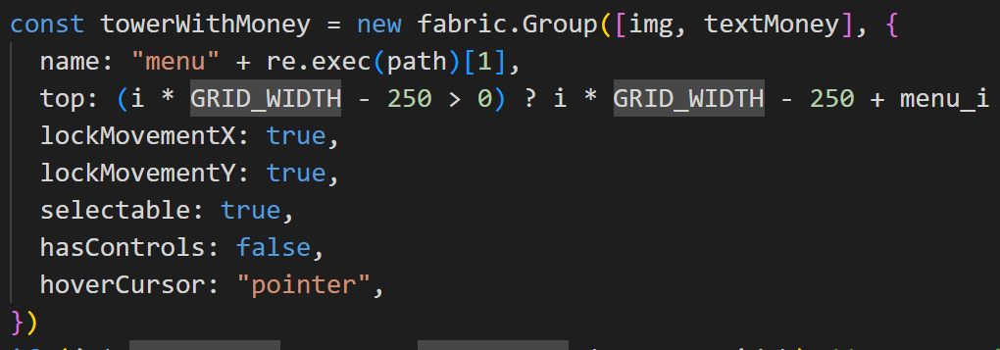 const towerWithMoney = new fabric.Group([img, textMoney], {
name: "menu" + re.exec(path)[1],
top: (i * GRID_WIDTH - 250 > 0) ? i * GRID_WIDTH - 250 + menu_i
lockMovementX: true,
lockMovementY: true,
selectable: true,
hasControls: false,
hoverCursor: "pointer",
})